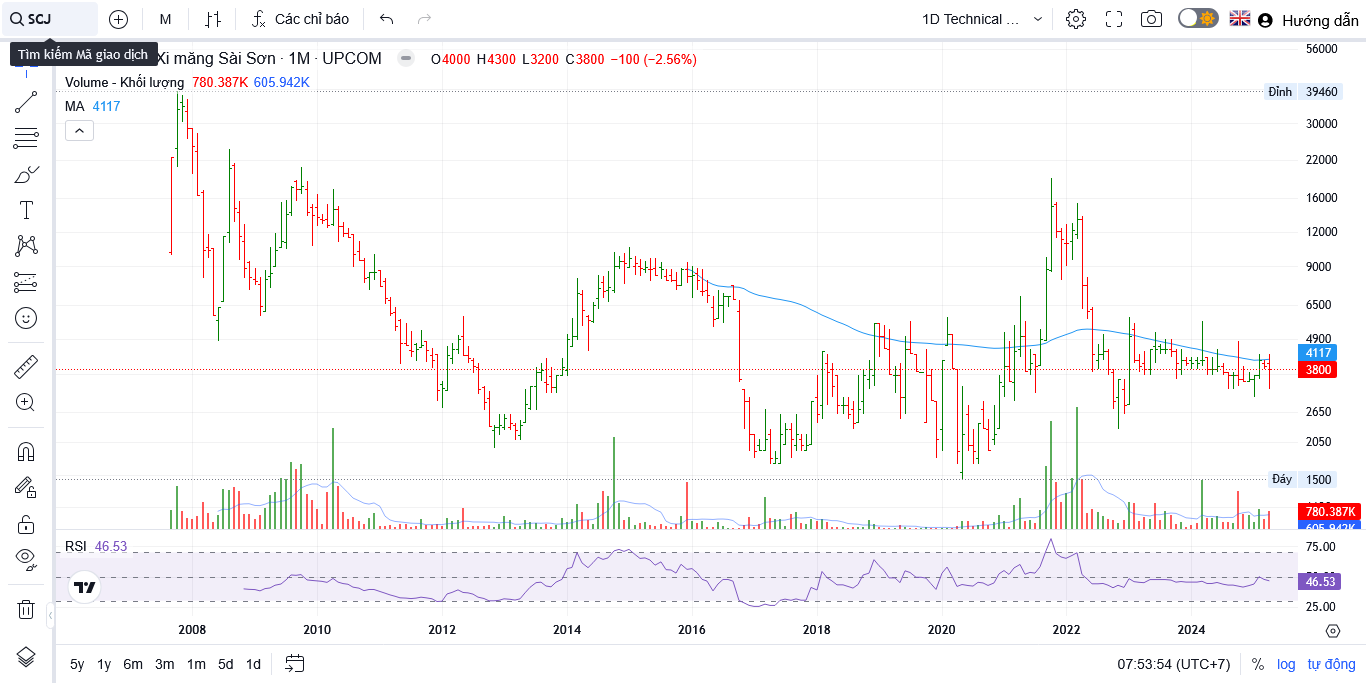 SCJ M Các chỉ báo 1D Technical ... Hướng dẫn
Tìm kiếm Mã giao dịch
Xi măng Sài Sơn · 1M · UPCOM O4000 H4300 L3200 C3800 −100 (−2.56%)
Volume - Khối lượng 780.387K 605.942K
MA 4117
56000
Đỉnh 39460
30000
22000
16000
12000
9000
6500
4900
4117
3800
2650
2050
Đáy 1500
780.387K
605.942K
RSI 46.53
75.00
46.53
25.00
2008 2010 2012 2014 2016 2018 2020 2022 2024
5y 1y 6m 3m 1m 5d 1d 07:53:54 (UTC+7) % log tự động